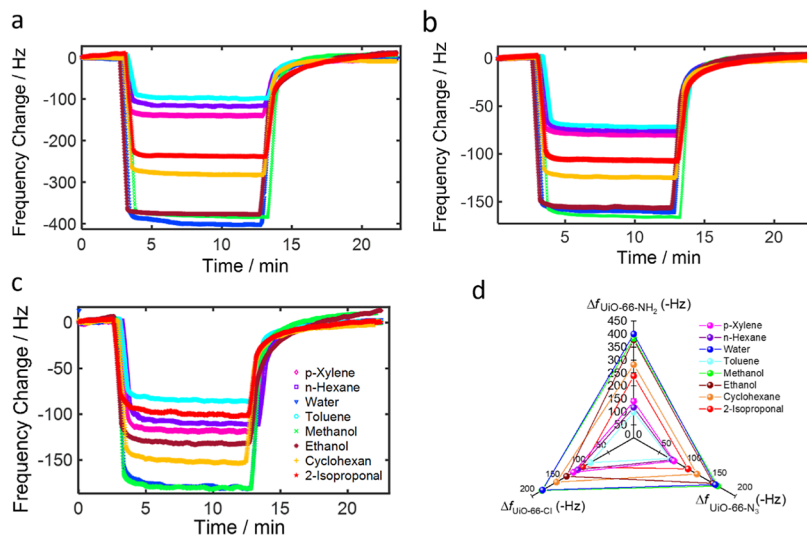 a
Frequency Change / Hz
0
-100
-200
-300
-400
0
5
10
15
20
Time / min
b
Frequency Change / Hz
0
-50
-100
-150
5
10
15
20
Time / min
c
Frequency Change / Hz
0
-50
-100
-150
0
5
10
15
20
Time / min
p-Xylene
n-Hexane
Water
Toluene
Methanol
Ethanol
Cyclohexan
2-Isoproponal
d
Δf UiO-66-NH2 (-Hz)
450
400
350
300
250
200
150
100
50
0
0
50
100
150
200
50
100
150
200
Δf UiO-66-Cl (-Hz)
Δf UiO-66-N3 (-Hz)
p-Xylene
n-Hexane
Water
Toluene
Methanol
Ethanol
Cyclohexane
2-Isoproponal